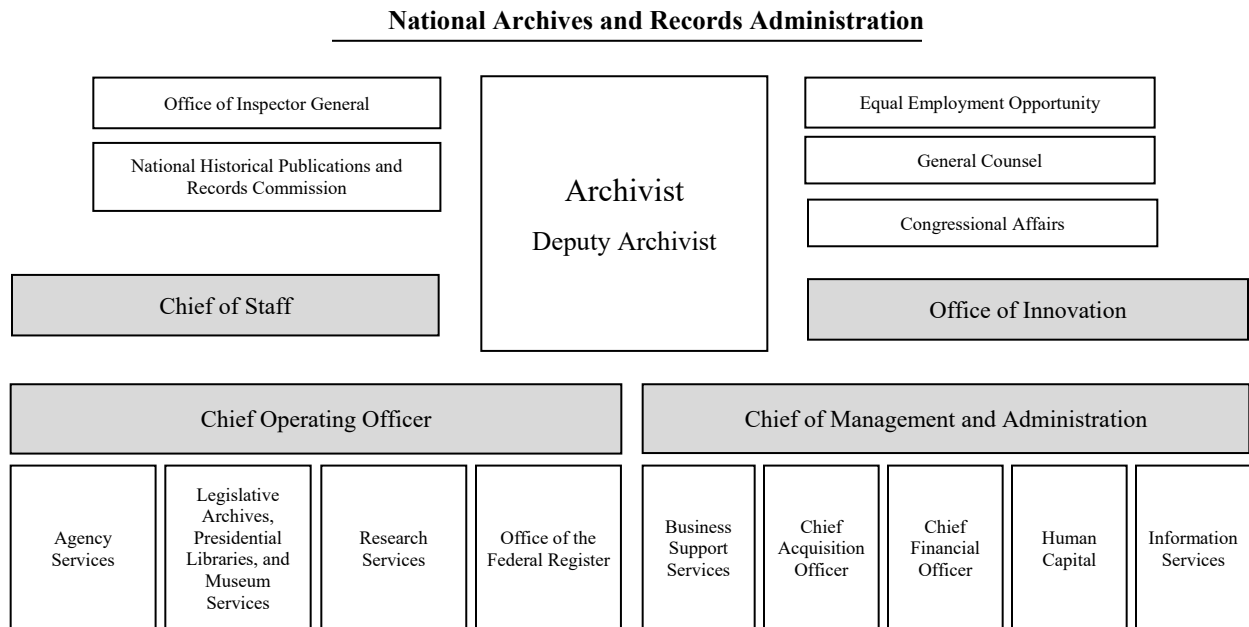 National Archives and Records Administration
Office of Inspector General
National Historical Publications and
Records Commission
Archivist
Deputy Archivist
Equal Employment Opportunity
General Counsel
Congressional Affairs
Chief of Staff
Office of Innovation
Chief Operating Officer
Chief of Management and Administration
Agency
Services
Legislative
Archives,
Presidential
Libraries, and
Museum
Services
Research
Services
Office of the
Federal Register
Business
Support
Services
Chief
Acquisition
Officer
Chief
Financial
Officer
Human
Capital
Information
Services